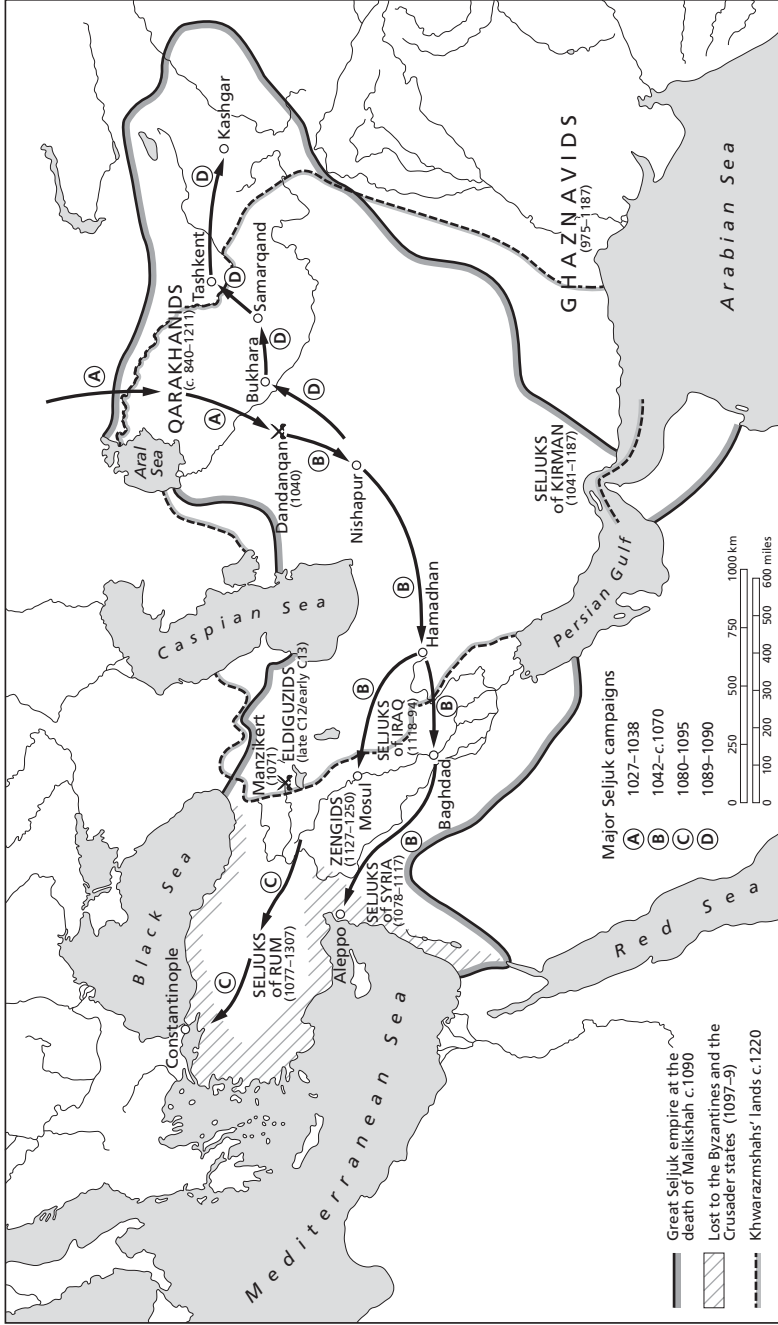 Constantinople
Black Sea
Caspian Sea
Aral
Sea
Mediterranean Sea
Red Sea
Persian Gulf
Arabian Sea
QARAKHANIDS
(c. 840–1211)
Tashkent
Kashgar
Samarqand
Bukhara
Dandanqan
(1040)
Nishapur
Hamadhan
Baghdad
Mosul
Aleppo
Manzikert
(1071)
ELDIGUZIDS
(late C12/early C13)
ZENGIDS
(1127–1250)
SELJUKS
of IRAQ
(1118–94)
SELJUKS
of SYRIA
(1078–1117)
SELJUKS
of RUM
(1077–1307)
SELJUKS
of KIRMAN
(1041–1187)
GHAZNAVIDS
(975–1187)
A
A
B
B
B
B
B
C
C
D
D
D
D
Great Seljuk empire at the
death of Malikshah c.1090
Lost to the Byzantines and the
Crusader states (1097–9)
Khwarazmshahs' lands c.1220
Major Seljuk campaigns
A 1027–1038
B 1042–c.1070
C 1080–1095
D 1089–1090
0 250 500 750 1000 km
0 100 200 300 400 500 600 miles